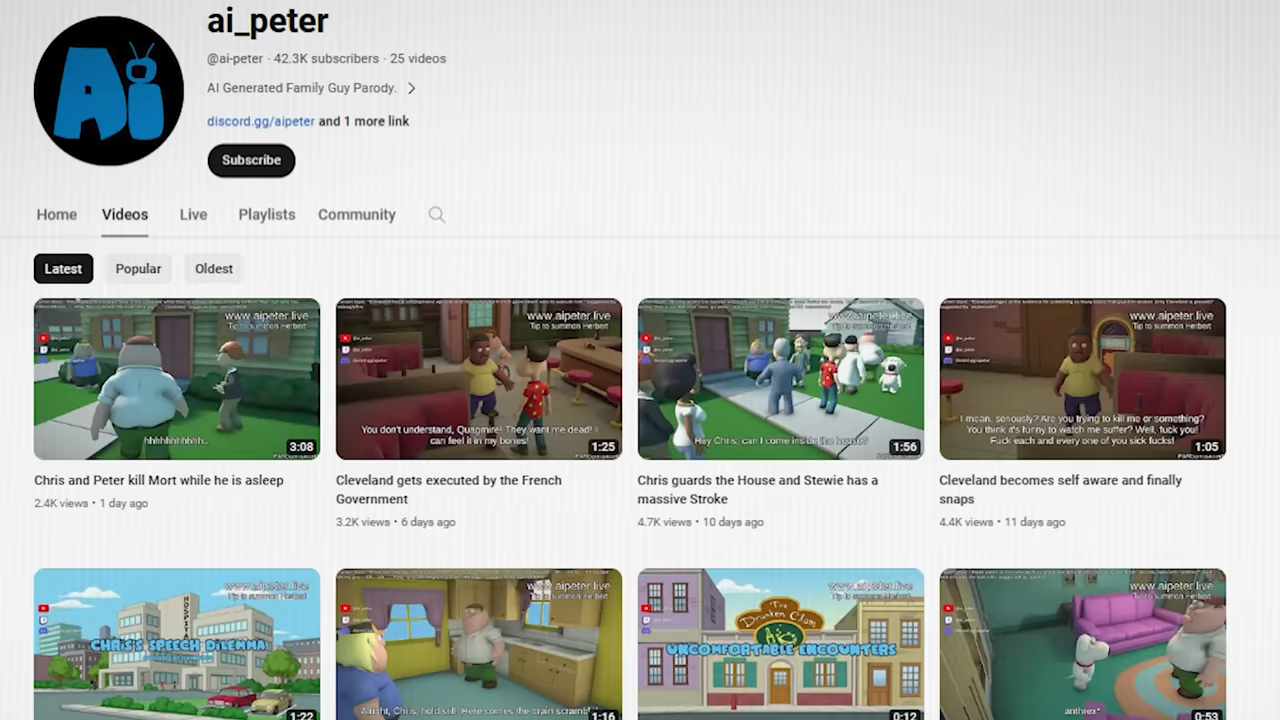 ai_peter
@ai-peter · 42.3K subscribers · 25 videos
AI Generated Family Guy Parody. >
discord.gg/aipeter and 1 more link
Subscribe
Home Videos Live Playlists Community
Latest Popular Oldest
www.aipeter.live
Tip to summon Herbert
hhhhhhhhhhh..
3:08
www.aipeter.live
Tip to summon Herbert
You don't understand, Quagmire! They want me dead! I
can feel it in my bones!
1:25
www.aipeter.live
Tip to summon Herbert
Hey Chris, can I come inside the house?
1:56
www.aipeter.live
Tip to summon Herbert
I mean, seriously? Are you trying to kill me or something?
You think it's funny to watch me suffer? Well, fuck you!
Fuck each and every one of you sick fucks!
1:05
Chris and Peter kill Mort while he is asleep
2.4K views • 1 day ago
Cleveland gets executed by the French
Government
3.2K views • 6 days ago
Chris guards the House and Stewie has a
massive Stroke
4.7K views • 10 days ago
Cleveland becomes self aware and finally
snaps
4.4K views • 11 days ago
www.aipeter.live
Tip to summon Herbert
HOSPITAL
CHRIS'S SPEECH DILEMMA
1:22
www.aipeter.live
Tip to summon Herbert
Alright, Chris, hold still. Here comes the brain scrambl
1:16
www.aipeter.live
Tip to summon Herbert
The
Drunken Clam
UNCOMFORTABLE ENCOUNTERS
0:12
www.aipeter.live
Tip to summon Herbert
anthrex*
0:53